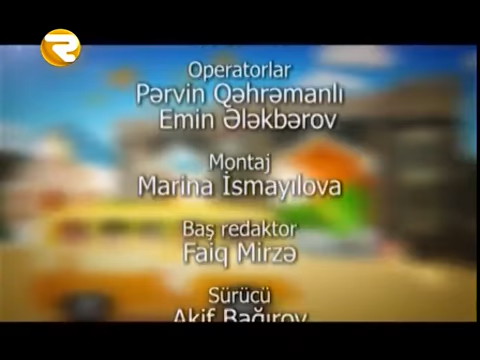 Operatorlar
Pərvin Qəhrəmanlı
Emin Ələkbərov
Montaj
Marina İsmayılova
Baş redaktor
Faiq Mirzə
Sürücü
Akif Bağırov